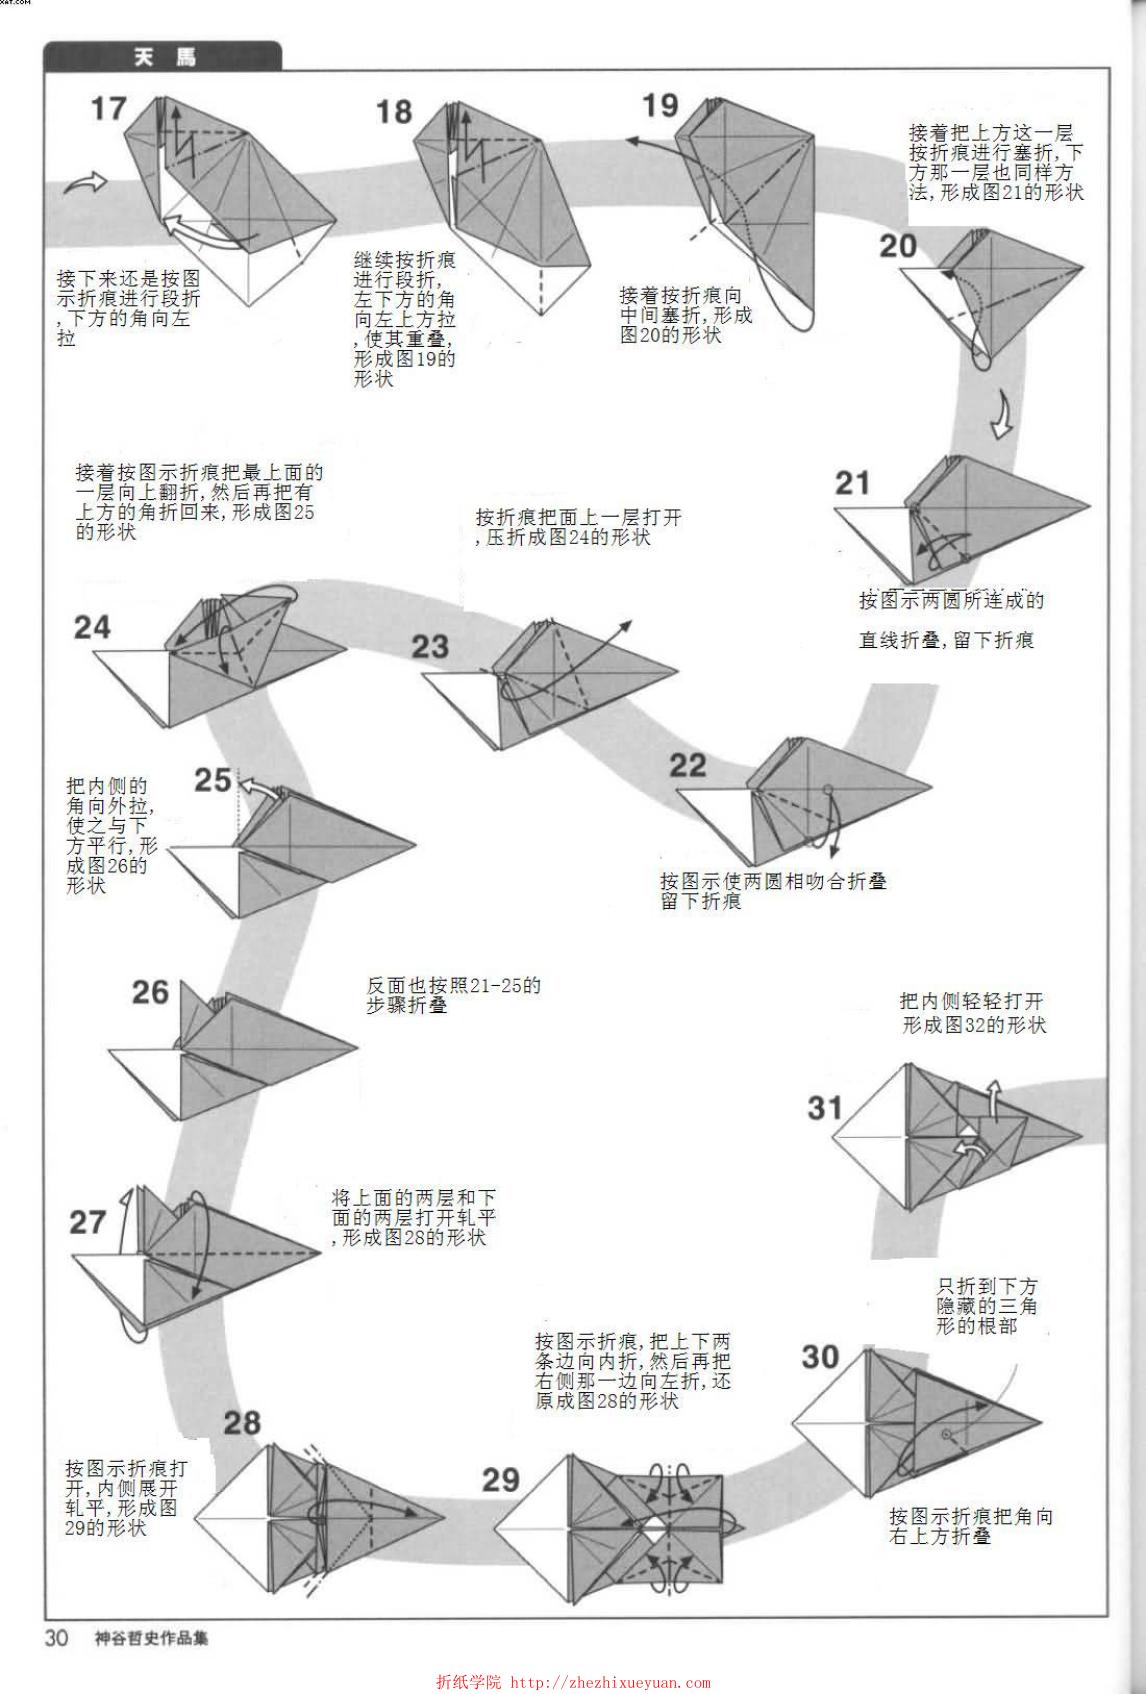 xet.com
天馬
17
接下来还是按图
示折痕进行段折
,下方的角向左
拉
18
继续按折痕
进行段折,
左下方的角
向左上方拉
,使其重叠,
形成图19的
形状
19
接着按折痕向
中间塞折,形成
图20的形状
接着把上方这一层
按折痕进行塞折,下
方那一层也同样方
法,形成图21的形状
20
21
按图示两圆所连成的
直线折叠,留下折痕
22
按图示使两圆相吻合折叠
留下折痕
按折痕把面上一层打开
,压折成图24的形状
23
接着按图示折痕把最上面的
一层向上翻折,然后再把有
上方的角折回来,形成图25
的形状
24
25
把内侧的
角向外拉,
使之与下
方平行,形
成图26的
形状
26
反面也按照21-25的
步骤折叠
27
将上面的两层和下
面的两层打开轧平
,形成图28的形状
28
按图示折痕打
开,内侧展开
轧平,形成图
29的形状
29
按图示折痕,把上下两
条边向内折,然后再把
右侧那一边向左折,还
原成图28的形状
30
只折到下方
隐藏的三角
形的根部
按图示折痕把角向
右上方折叠
31
把内侧轻轻打开
形成图32的形状
30 神谷哲史作品集
折纸学院 http://zhezhixueyuan.com